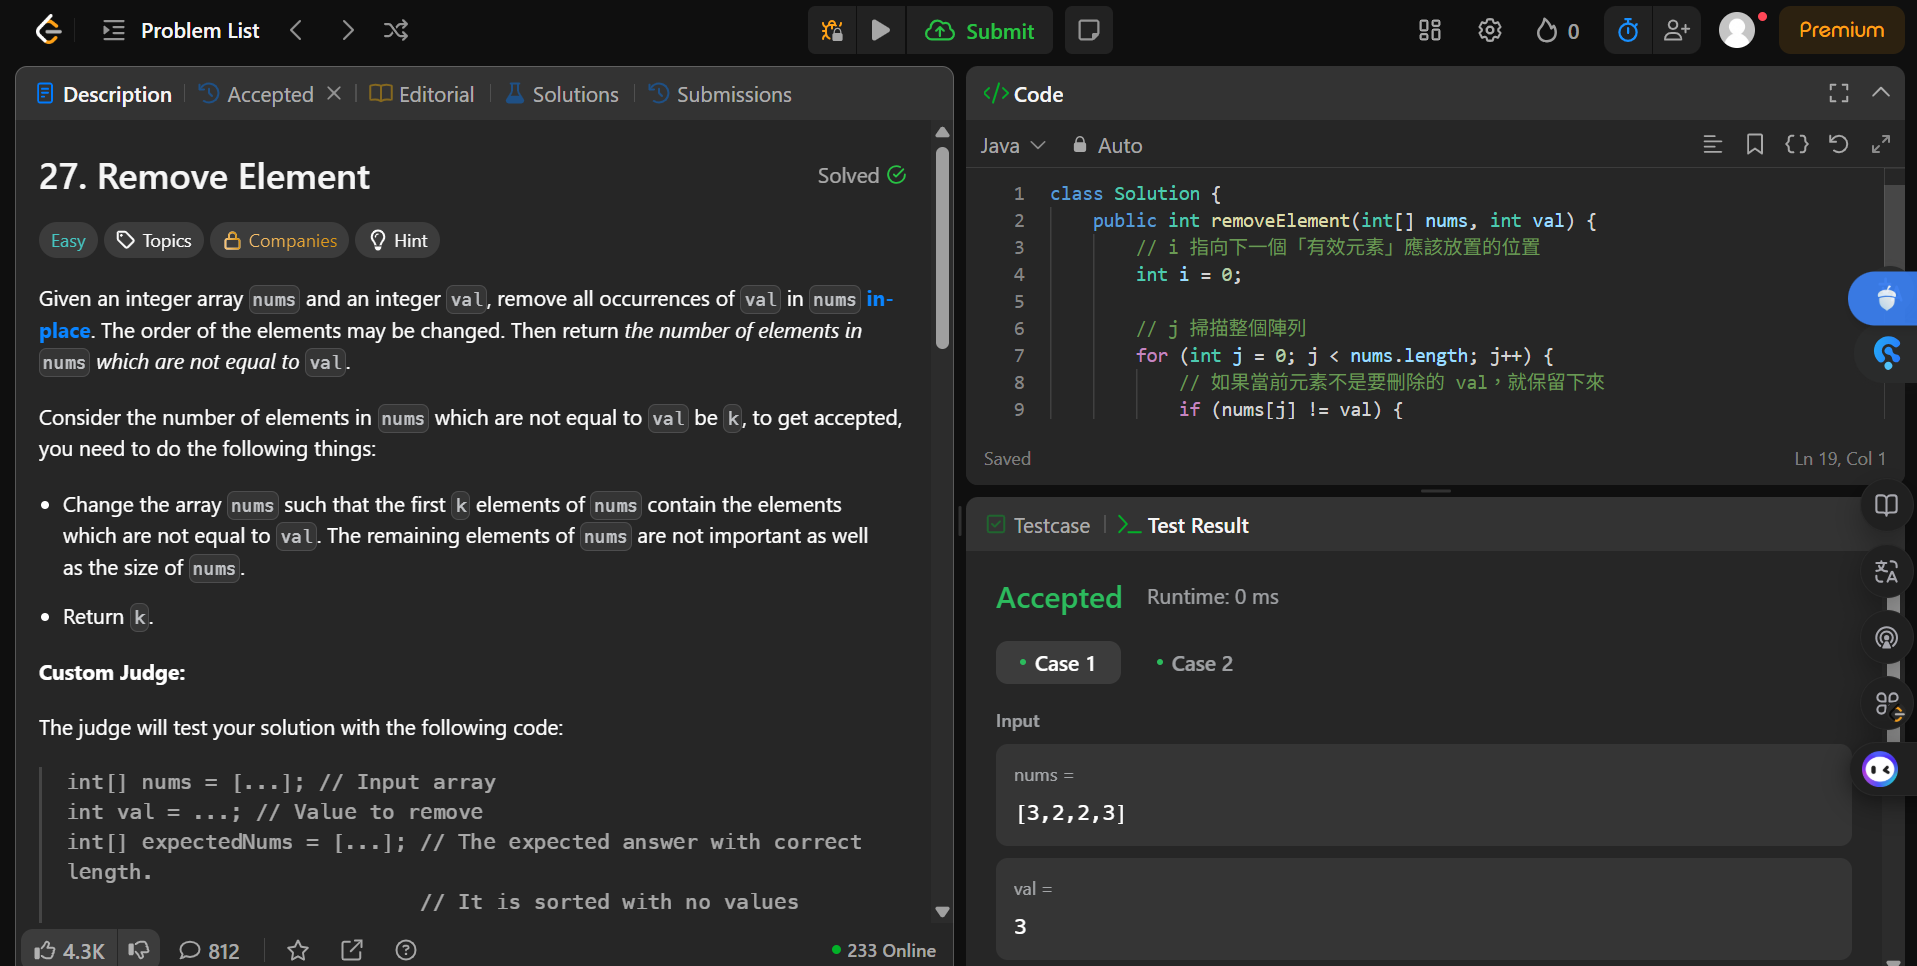 Problem List
Submit
0
Premium
Description
Accepted
Editorial
Solutions
Submissions
27. Remove Element
Solved
Easy
Topics
Companies
Hint
Given an integer array nums and an integer val, remove all occurrences of val in nums in-
place. The order of the elements may be changed. Then return the number of elements in
nums which are not equal to val.
Consider the number of elements in nums which are not equal to val be k, to get accepted,
you need to do the following things:
• Change the array nums such that the first k elements of nums contain the elements
which are not equal to val. The remaining elements of nums are not important as well
as the size of nums.
• Return k.
Custom Judge:
The judge will test your solution with the following code:
int[] nums = [...]; // Input array
int val = ...; // Value to remove
int[] expectedNums = [...]; // The expected answer with correct
length.
// It is sorted with no values
4.3K
812
233 Online
</> Code
Java
Auto
1 class Solution {
2 public int removeElement(int[] nums, int val) {
3 // i 指向下一個「有效元素」應該放置的位置
4 int i = 0;
5
6 // j 掃描整個陣列
7 for (int j = 0; j < nums.length; j++) {
8 // 如果當前元素不是要刪除的 val，就保留下來
9 if (nums[j] != val) {
Saved
Ln 19, Col 1
Testcase
Test Result
Accepted
Runtime: 0 ms
• Case 1
• Case 2
Input
nums =
[3,2,2,3]
val =
3